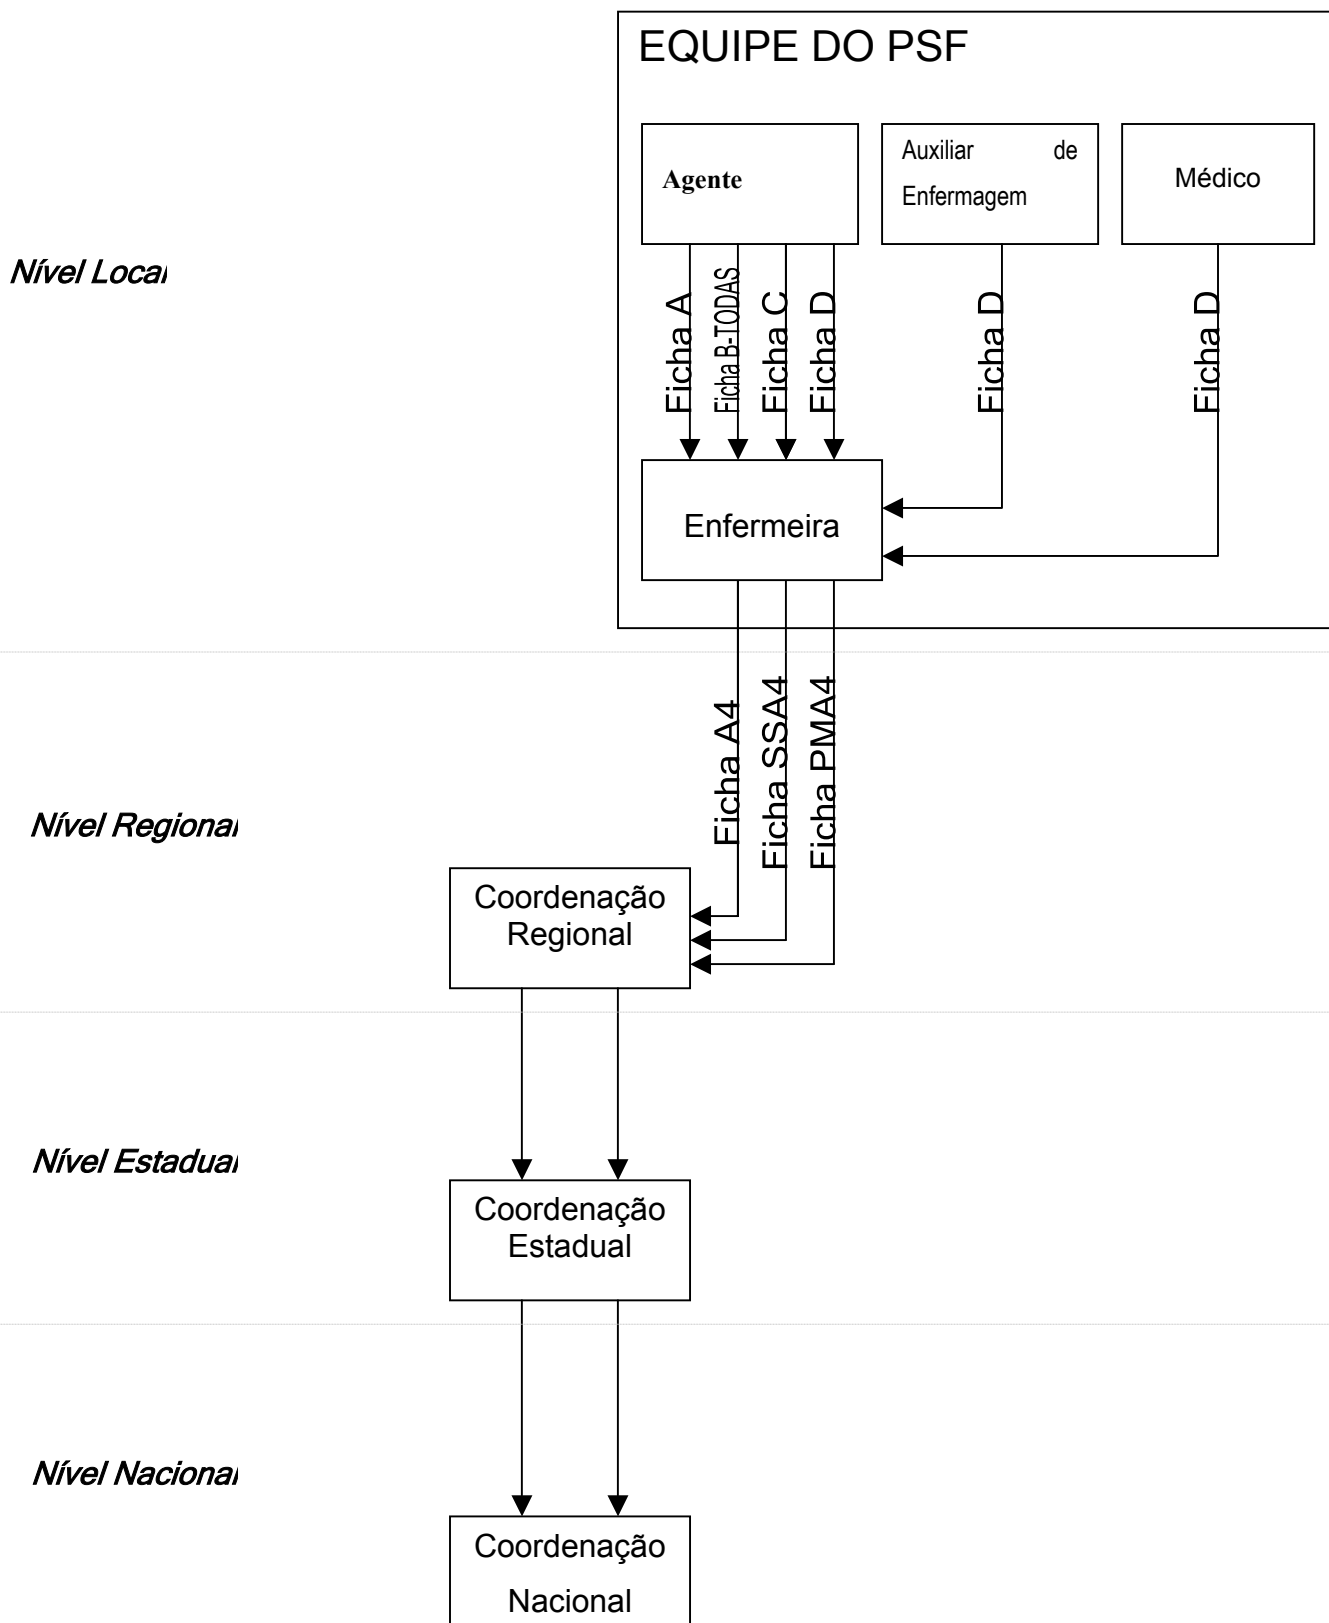 EQUIPE DO PSF
Agente
Auxiliar de
Enfermagem
Médico
Nível Local
Ficha A
Ficha B-TODAS
Ficha C
Ficha D
Ficha D
Ficha D
Enfermeira
Ficha A4
Ficha SSA4
Ficha PMA4
Nível Regional
Coordenação
Regional
Nível Estadual
Coordenação
Estadual
Nível Nacional
Coordenação
Nacional